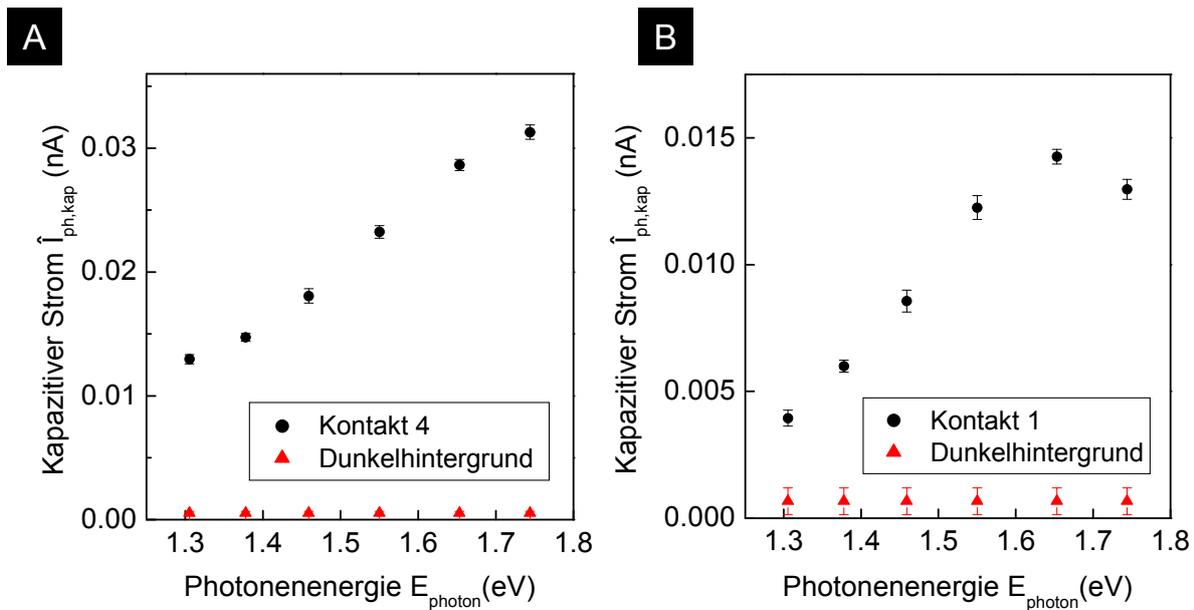 A
Kapazitiver Strom Î_ph,kap (nA)
0.03
0.02
0.01
0.00
Kontakt 4
Dunkelhintergrund
1.3 1.4 1.5 1.6 1.7 1.8
Photonenenergie E_photon(eV)
B
Kapazitiver Strom Î_ph,kap (nA)
0.015
0.010
0.005
0.000
Kontakt 1
Dunkelhintergrund
1.3 1.4 1.5 1.6 1.7 1.8
Photonenenergie E_photon(eV)